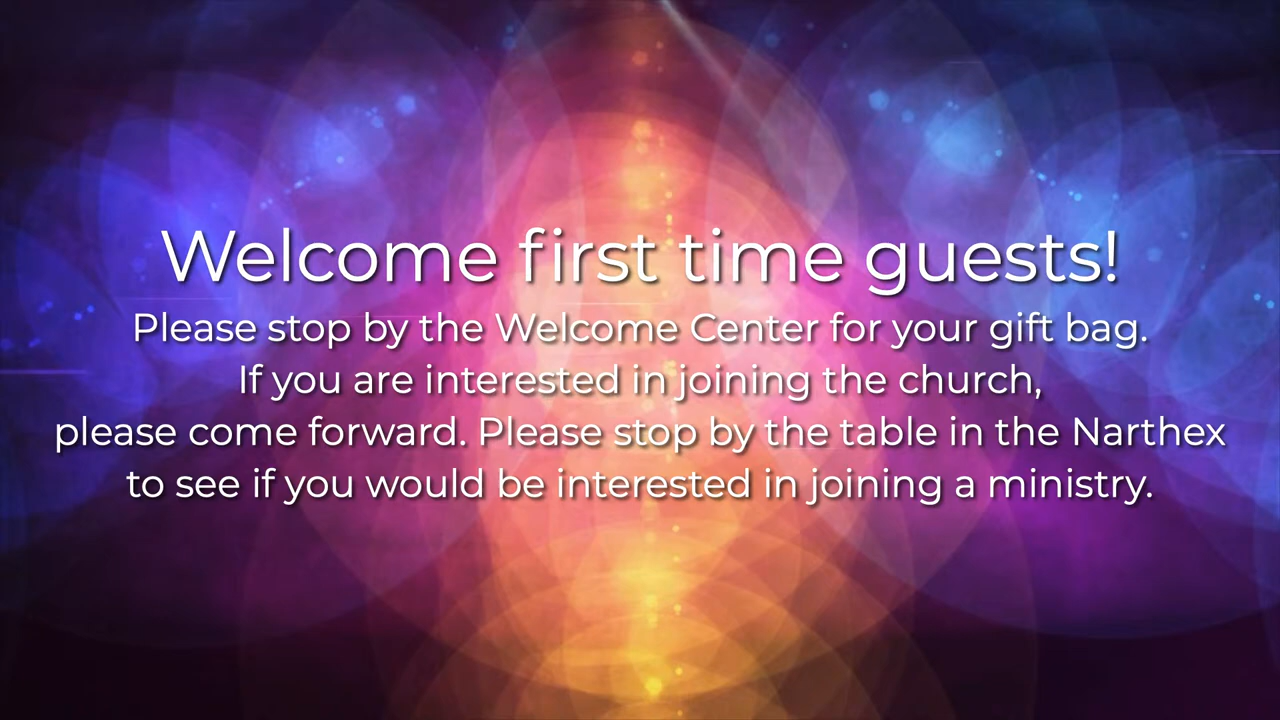 Welcome first time guests!
Please stop by the Welcome Center for your gift bag.
If you are interested in joining the church,
please come forward. Please stop by the table in the Narthex
to see if you would be interested in joining a ministry.